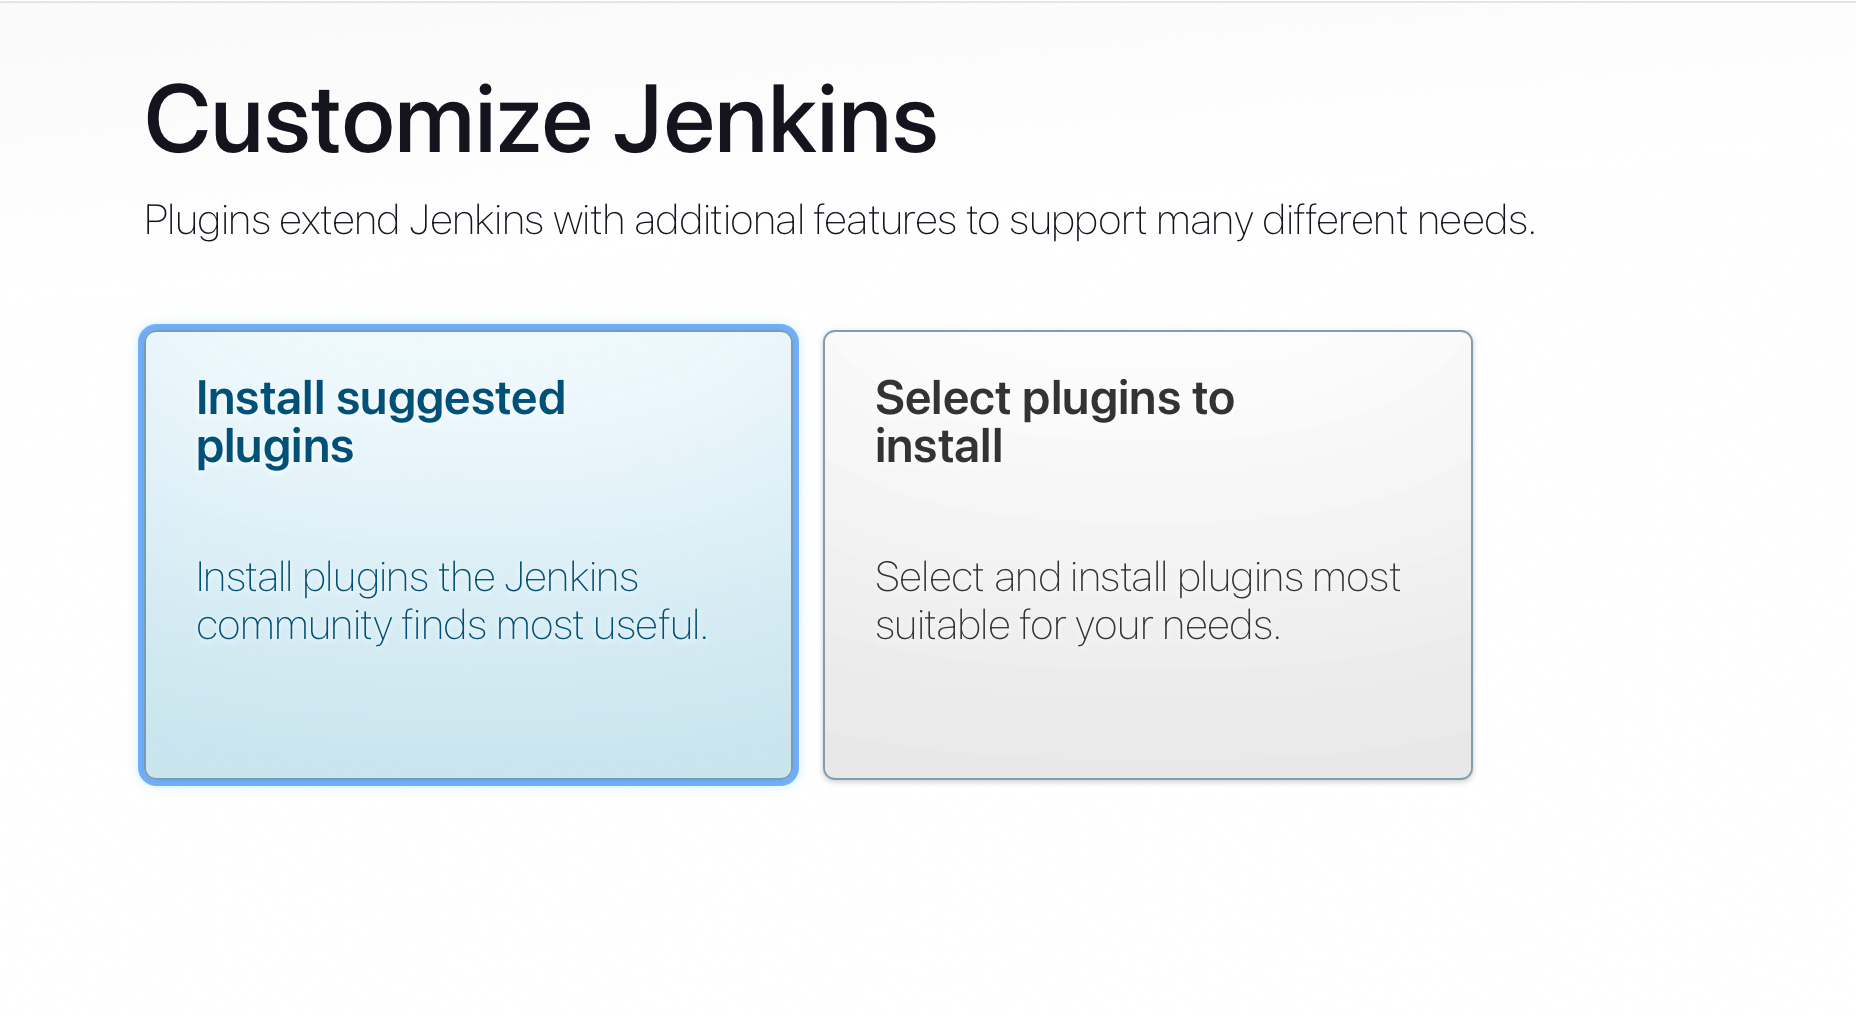 Customize Jenkins
Plugins extend Jenkins with additional features to support many different needs.
Install suggested
plugins
Install plugins the Jenkins
community finds most useful.
Select plugins to
install
Select and install plugins most
suitable for your needs.